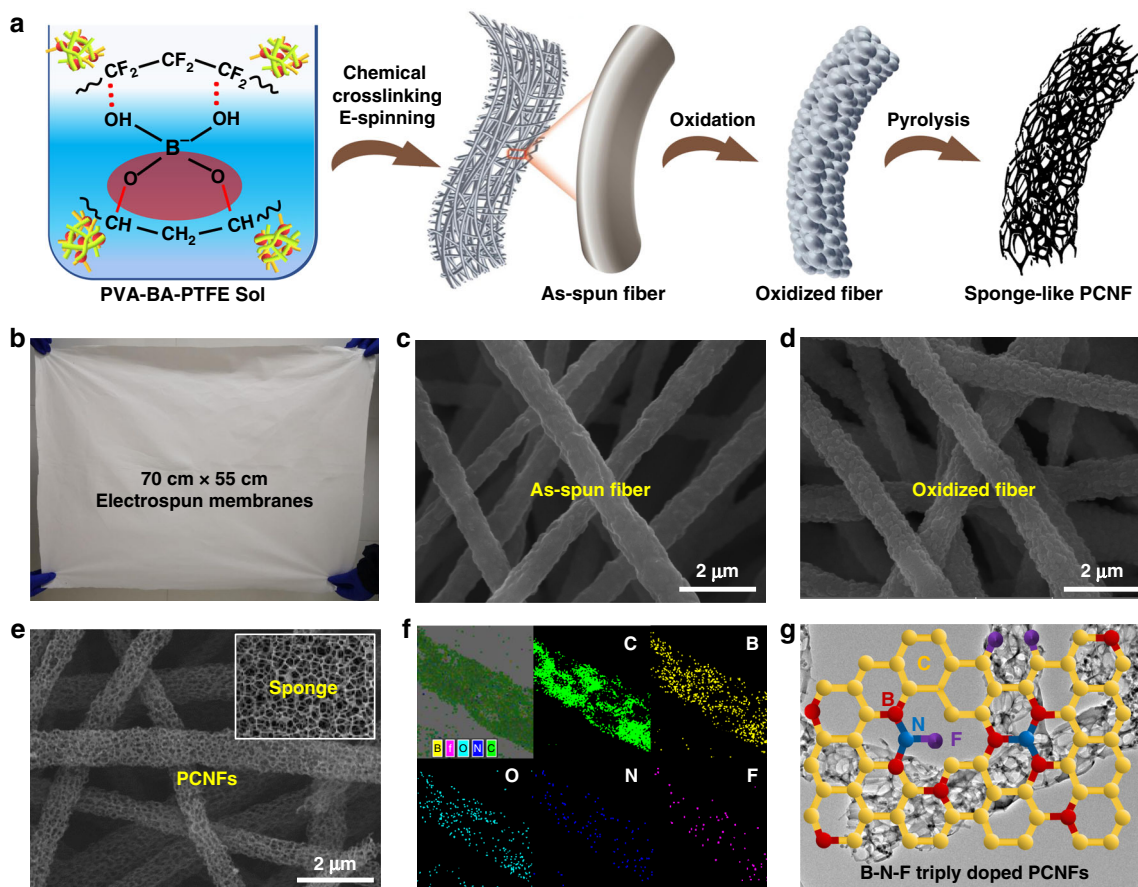 a
CF₂ CF₂ CF₂
OH OH
B⁻
O O
CH CH₂ CH
PVA-BA-PTFE Sol
Chemical
crosslinking
E-spinning
As-spun fiber
Oxidation
Oxidized fiber
Pyrolysis
Sponge-like PCNF
b
70 cm × 55 cm
Electrospun membranes
c
As-spun fiber
2 µm
d
Oxidized fiber
2 µm
e
Sponge
PCNFs
2 µm
f
B f O N C
C
B
O
N
F
g
C
B
N
F
B-N-F triply doped PCNFs